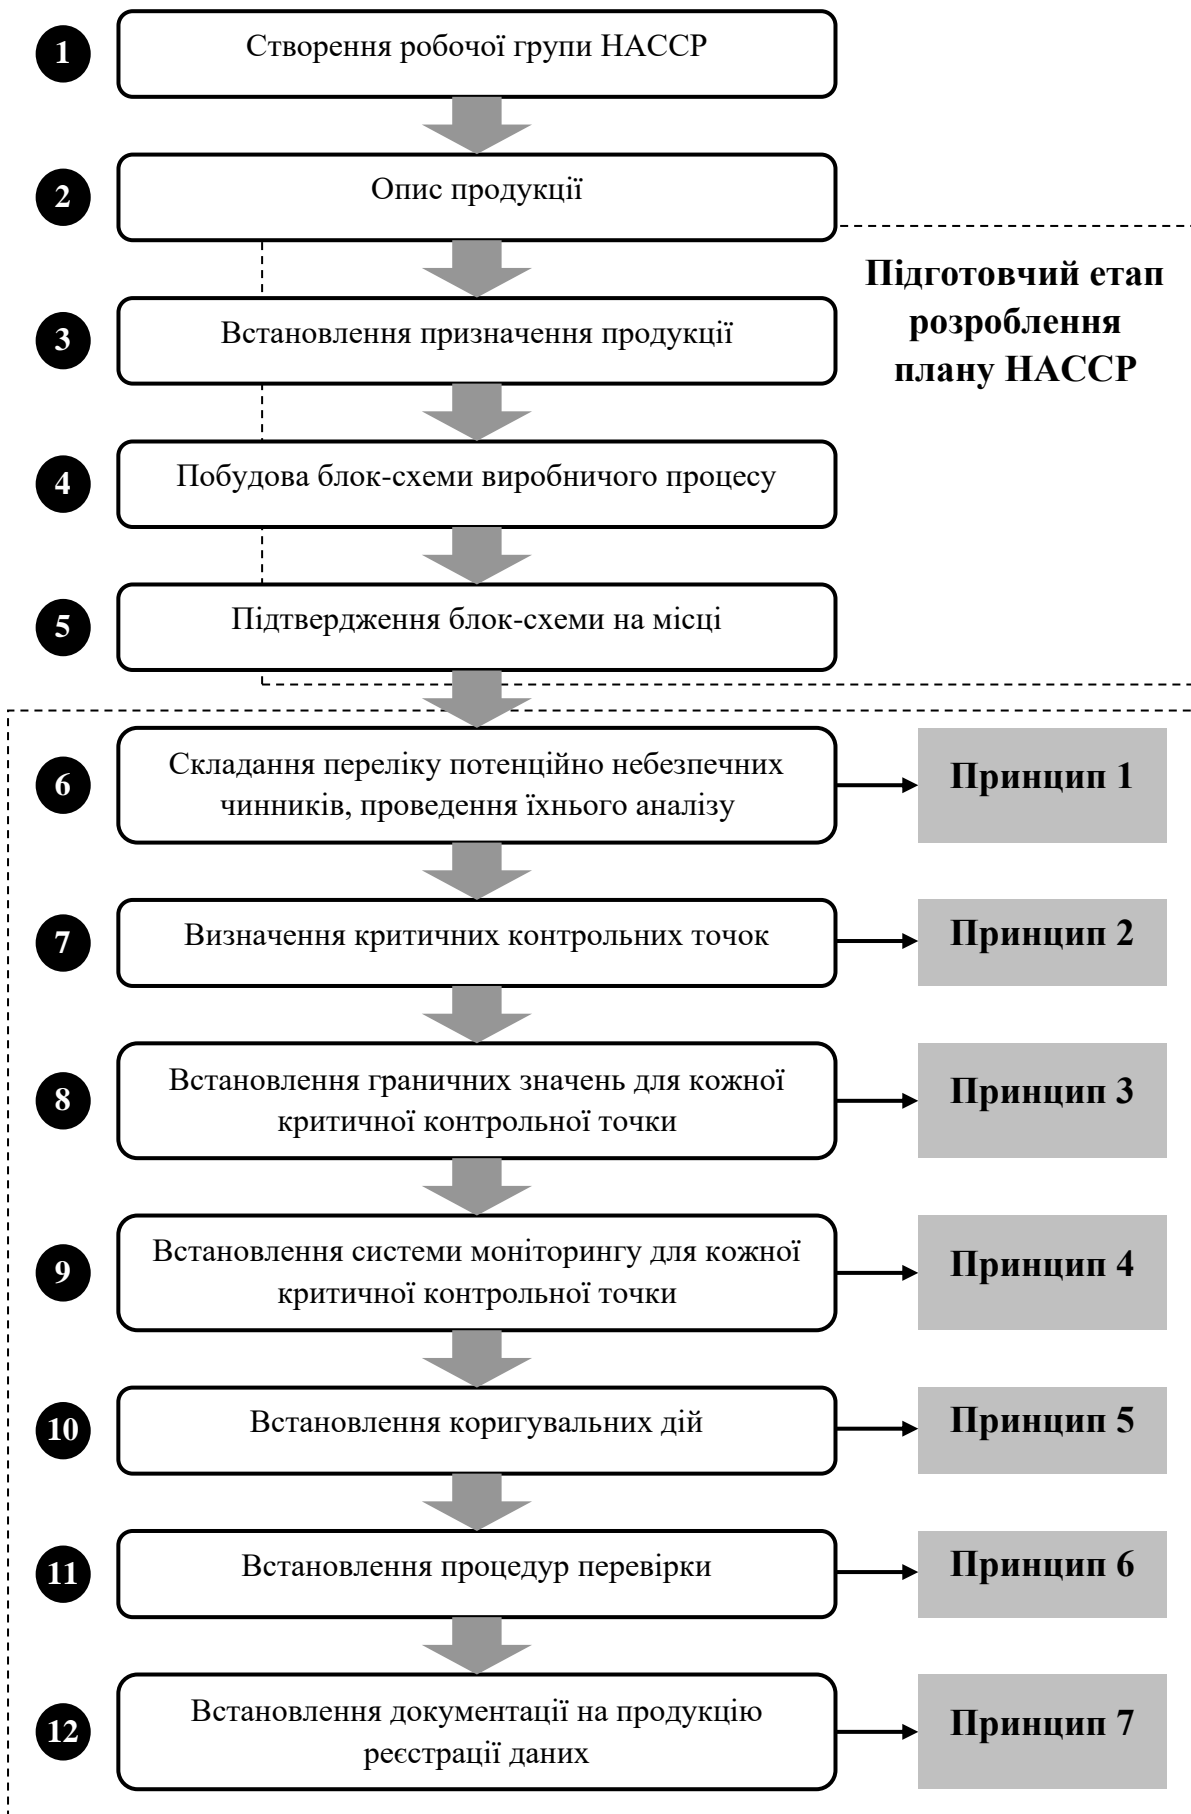 1
Створення робочої групи НАССР
2
Опис продукції
Підготовчий етап
розроблення
плану НАССР
3
Встановлення призначення продукції
4
Побудова блок-схеми виробничого процесу
5
Підтвердження блок-схеми на місці
6
Складання переліку потенційно небезпечних
чинників, проведення їхнього аналізу
Принцип 1
7
Визначення критичних контрольних точок
Принцип 2
8
Встановлення граничних значень для кожної
критичної контрольної точки
Принцип 3
9
Встановлення системи моніторингу для кожної
критичної контрольної точки
Принцип 4
10
Встановлення коригувальних дій
Принцип 5
11
Встановлення процедур перевірки
Принцип 6
12
Встановлення документації на продукцію
реєстрації даних
Принцип 7